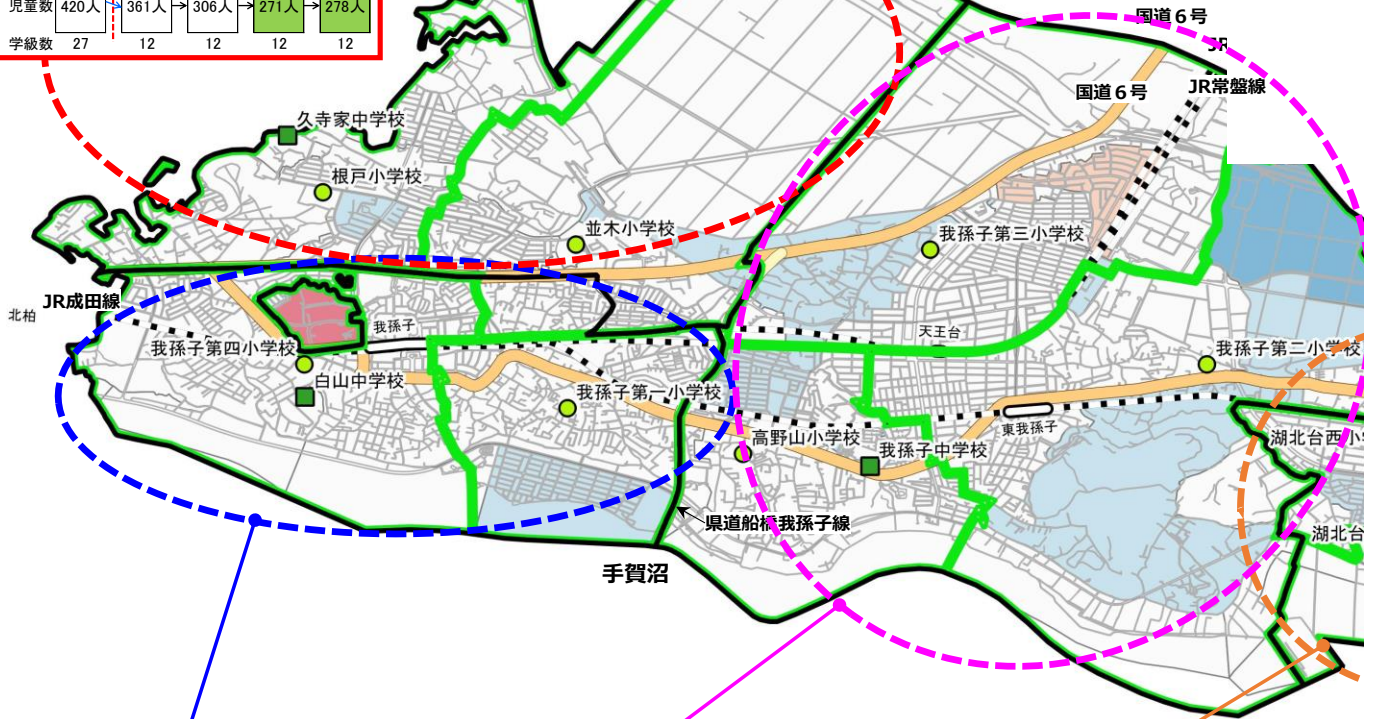 児童数 420人 361人 306人 271人 278人
学級数 27 12 12 12 12
国道6号
JR
国道6号
JR常盤線
久寺家中学校
根戸小学校
並木小学校
我孫子第三小学校
JR成田線
北柏
我孫子
天王台
我孫子第四小学校
我孫子第二小学校
白山中学校
我孫子第一小学校
東我孫子
高野山小学校
我孫子中学校
湖北台西小学
県道船橋我孫子線
湖北台
手賀沼